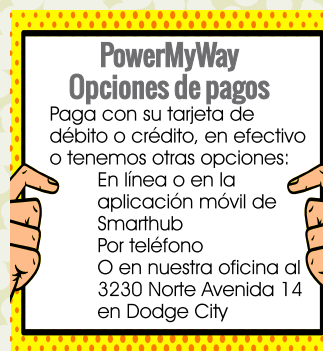 PowerMyWay
Opciones de pagos
Paga con su tarjeta de
débito o crédito, en efectivo
o tenemos otras opciones:
En línea o en la
aplicación móvil de
Smarthub
Por teléfono
O en nuestra oficina al
3230 Norte Avenida 14
en Dodge City